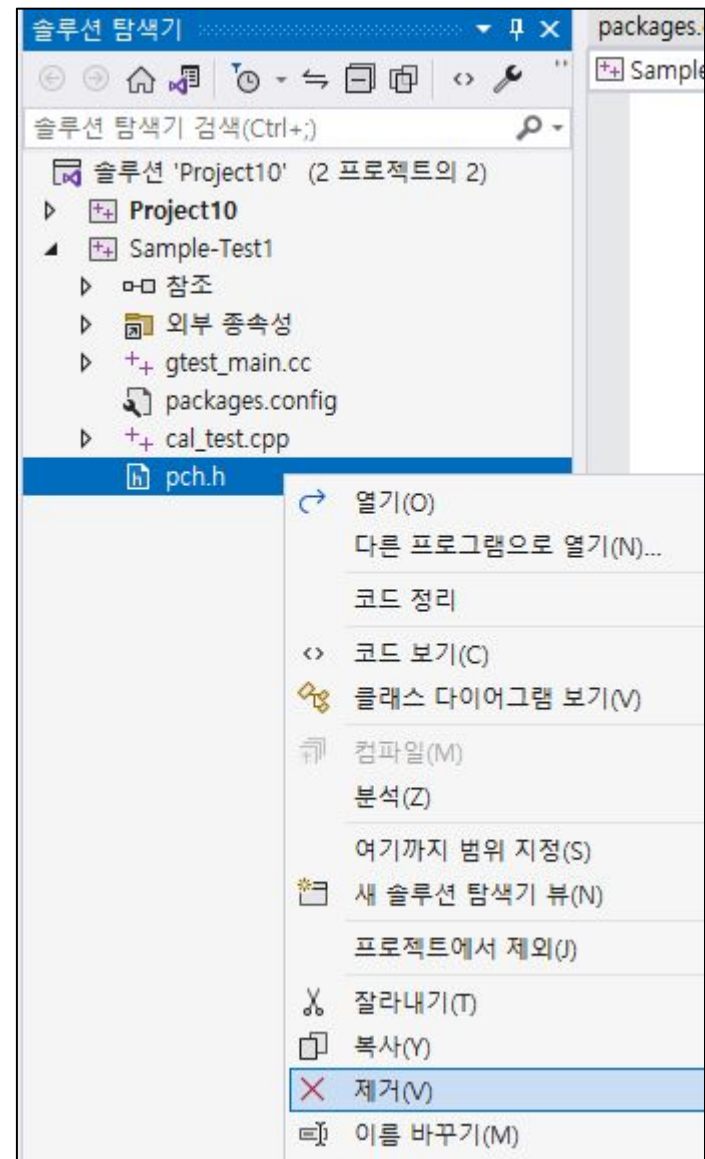 솔루션 탐색기
packages.
Sample
솔루션 탐색기 검색(Ctrl+;)
솔루션 'Project10' (2 프로젝트의 2)
Project10
Sample-Test1
참조
외부 종속성
gtest_main.cc
packages.config
cal_test.cpp
pch.h
열기(O)
다른 프로그램으로 열기(N)...
코드 정리
코드 보기(C)
클래스 다이어그램 보기(V)
컴파일(M)
분석(Z)
여기까지 범위 지정(S)
새 솔루션 탐색기 뷰(N)
프로젝트에서 제외(J)
잘라내기(T)
복사(Y)
제거(V)
이름 바꾸기(M)